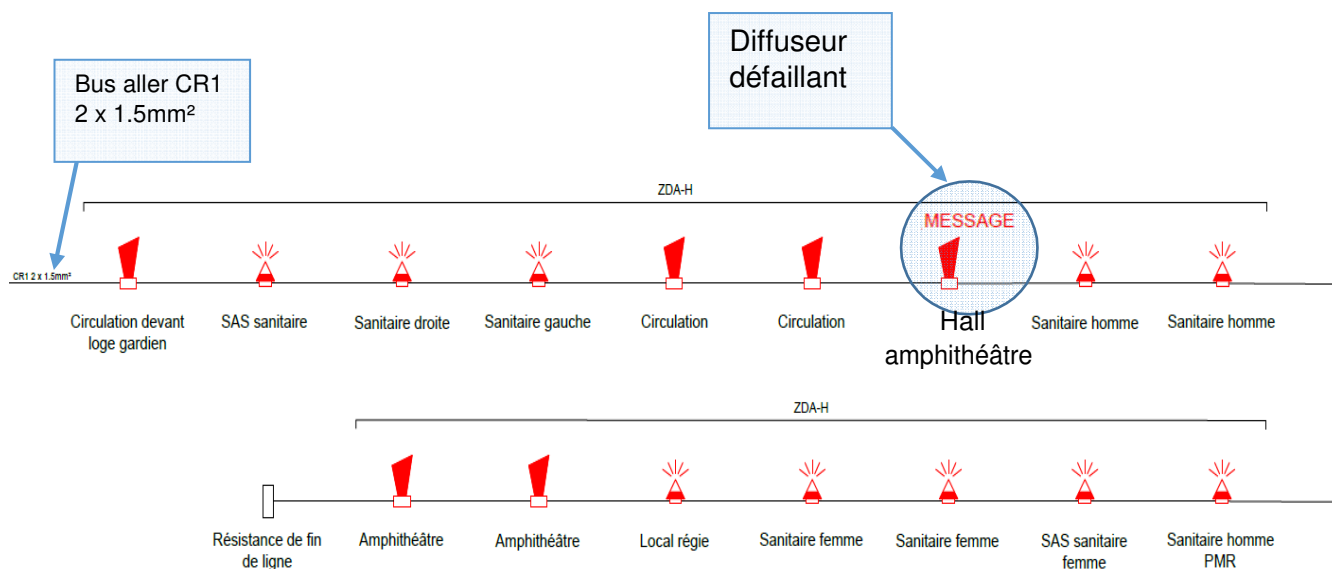 Bus aller CR1
2 x 1.5mm²
Diffuseur
défaillant
ZDA-H
MESSAGE
CR1 2 x 1.5mm²
Circulation devant
loge gardien
SAS sanitaire
Sanitaire droite
Sanitaire gauche
Circulation
Circulation
Hall
amphithéâtre
Sanitaire homme
Sanitaire homme
ZDA-H
Résistance de fin
de ligne
Amphithéâtre
Amphithéâtre
Local régie
Sanitaire femme
Sanitaire femme
SAS sanitaire
femme
Sanitaire homme
PMR